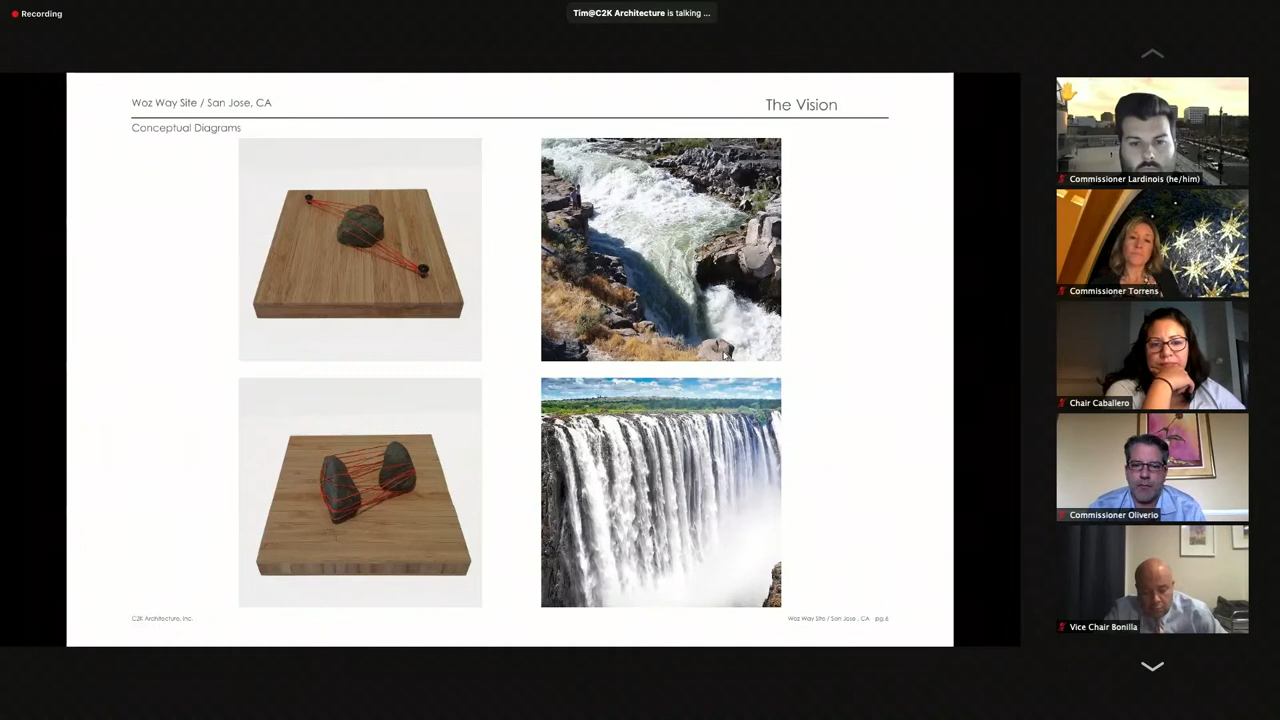 Recording
Tim@C2K Architecture is talking ...
Woz Way Site / San Jose, CA
The Vision
Conceptual Diagrams
C2K Architecture, Inc.
Woz Way Site / San Jose , CA pg.6
Commissioner Lardinois (he/him)
Commissioner Torrens
Chair Caballero
Commissioner Oliverio
Vice Chair Bonilla